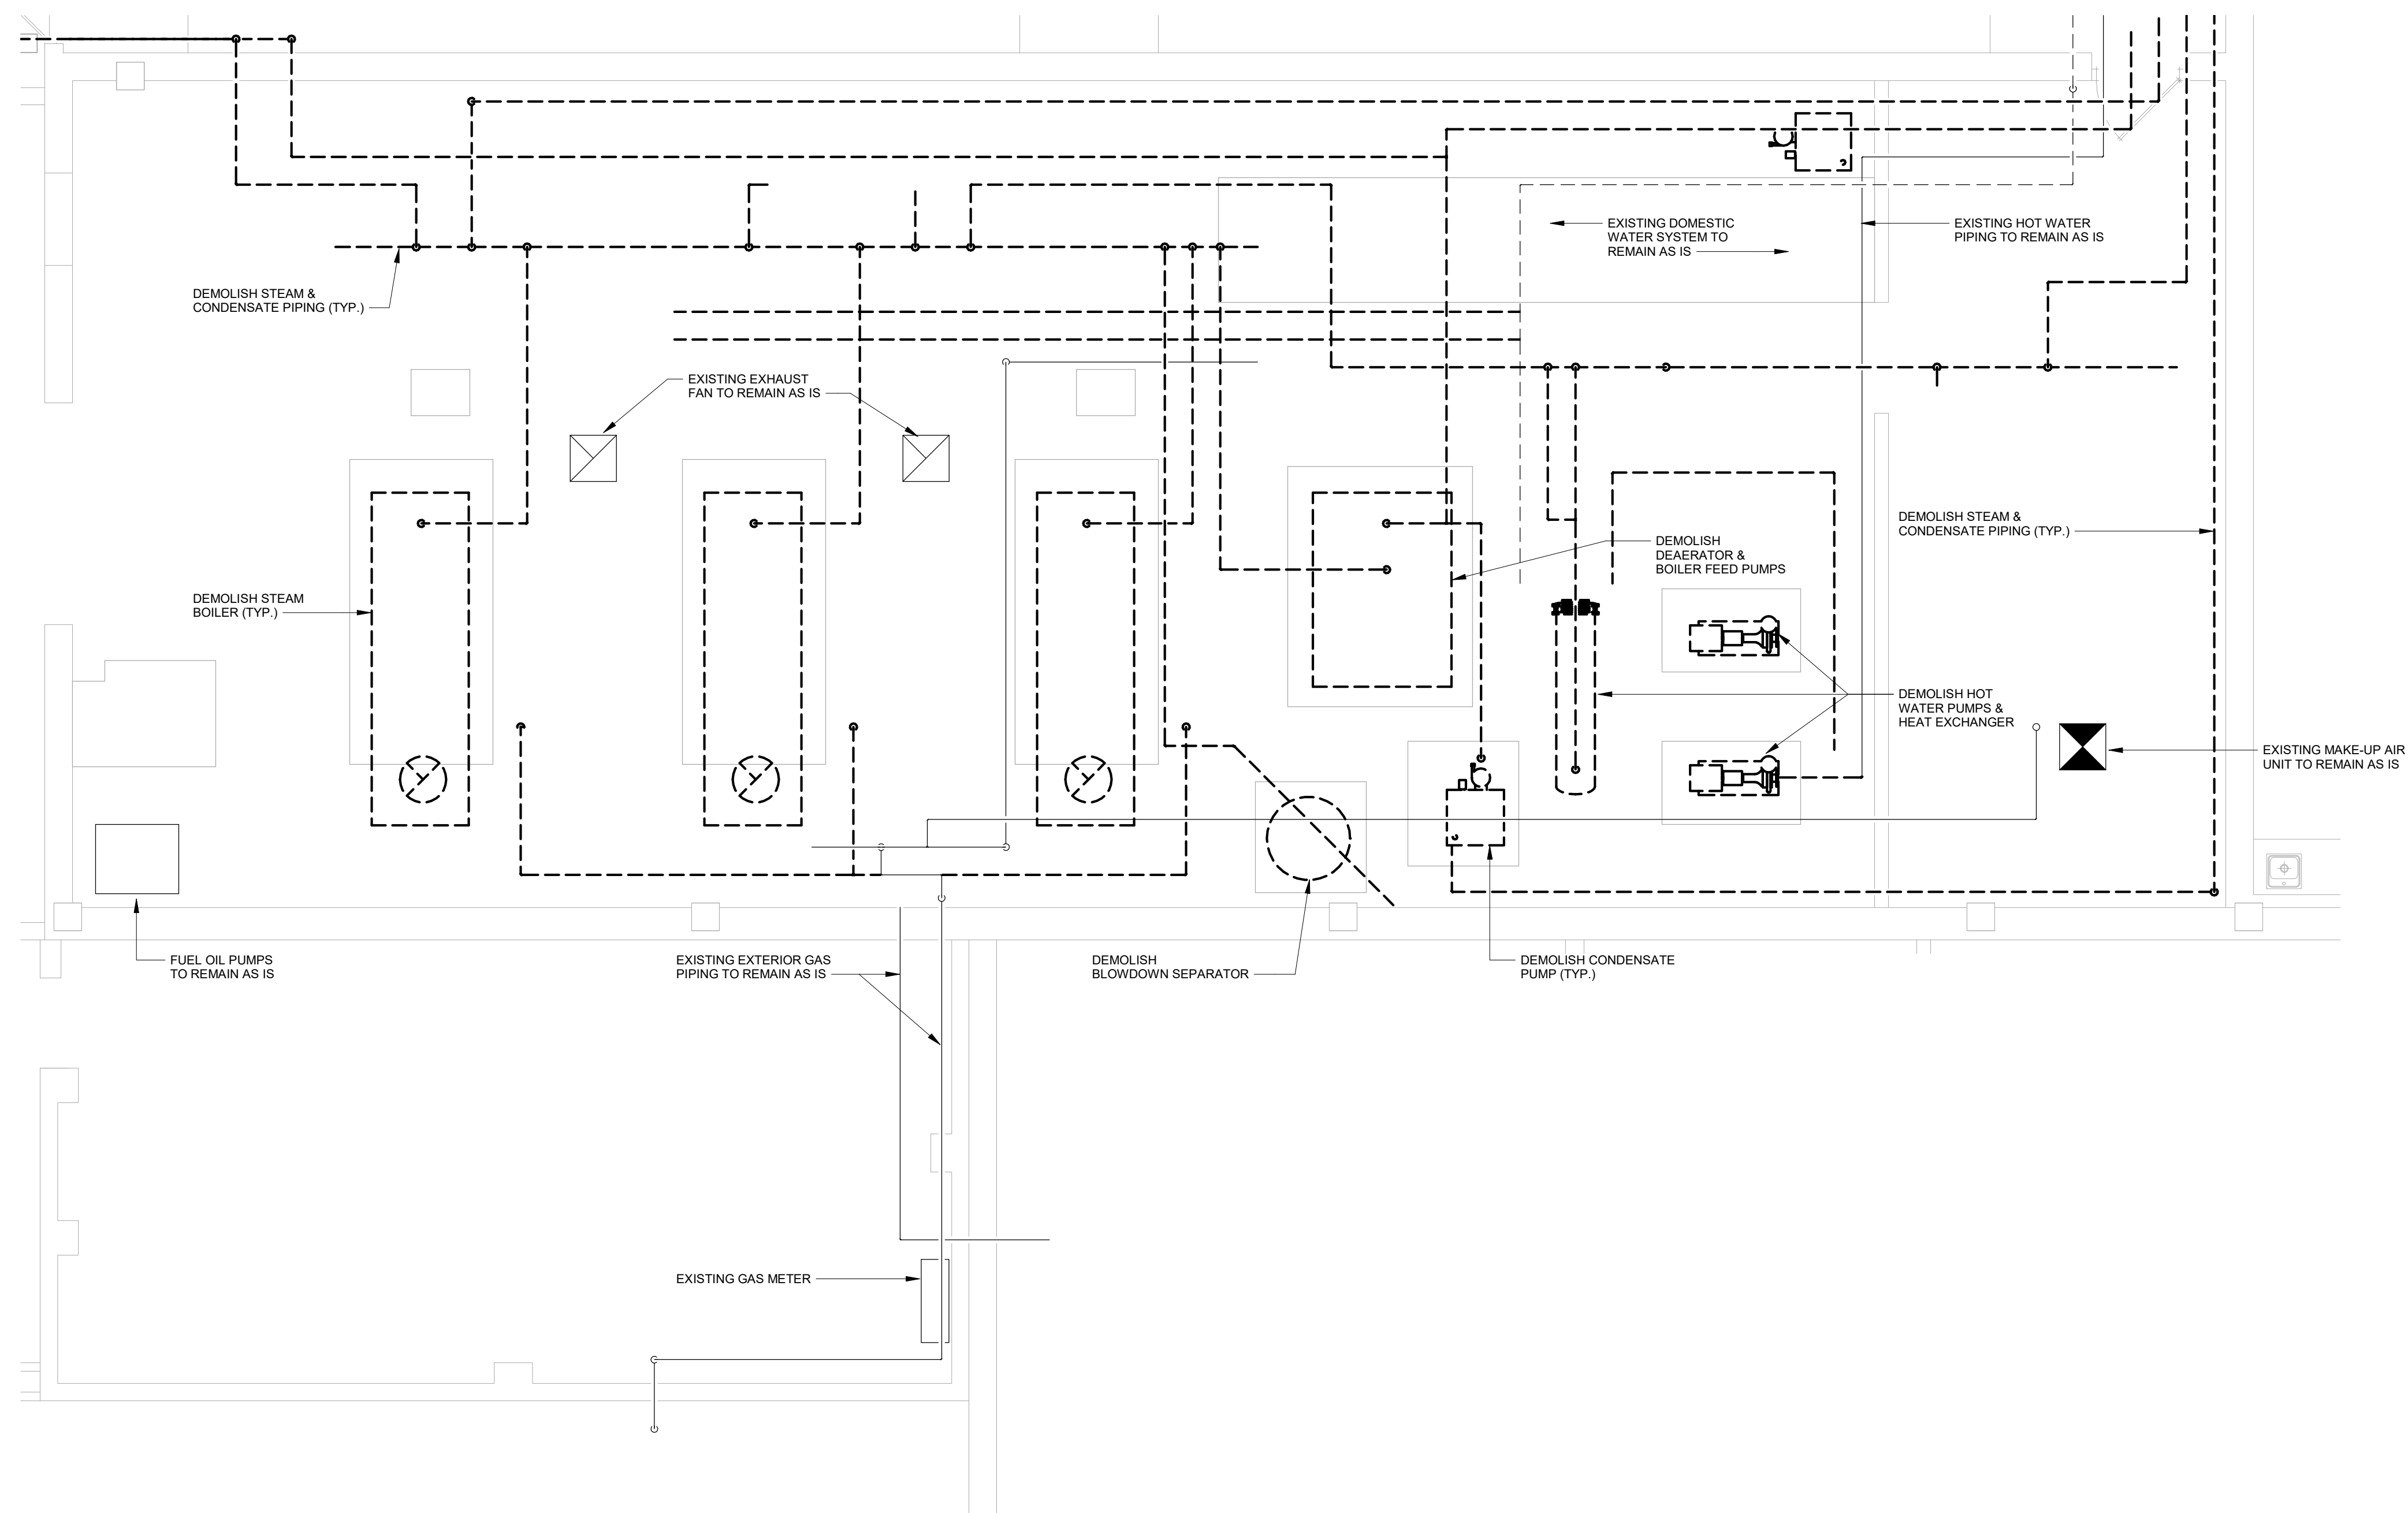 EXISTING DOMESTIC
WATER SYSTEM TO
REMAIN AS IS
EXISTING HOT WATER
PIPING TO REMAIN AS IS
DEMOLISH STEAM &
CONDENSATE PIPING (TYP.)
EXISTING EXHAUST
FAN TO REMAIN AS IS
DEMOLISH STEAM &
CONDENSATE PIPING (TYP.)
DEMOLISH
DEAERATOR &
BOILER FEED PUMPS
DEMOLISH STEAM
BOILER (TYP.)
DEMOLISH HOT
WATER PUMPS &
HEAT EXCHANGER
EXISTING MAKE-UP AIR
UNIT TO REMAIN AS IS
FUEL OIL PUMPS
TO REMAIN AS IS
EXISTING EXTERIOR GAS
PIPING TO REMAIN AS IS
DEMOLISH
BLOWDOWN SEPARATOR
DEMOLISH CONDENSATE
PUMP (TYP.)
EXISTING GAS METER